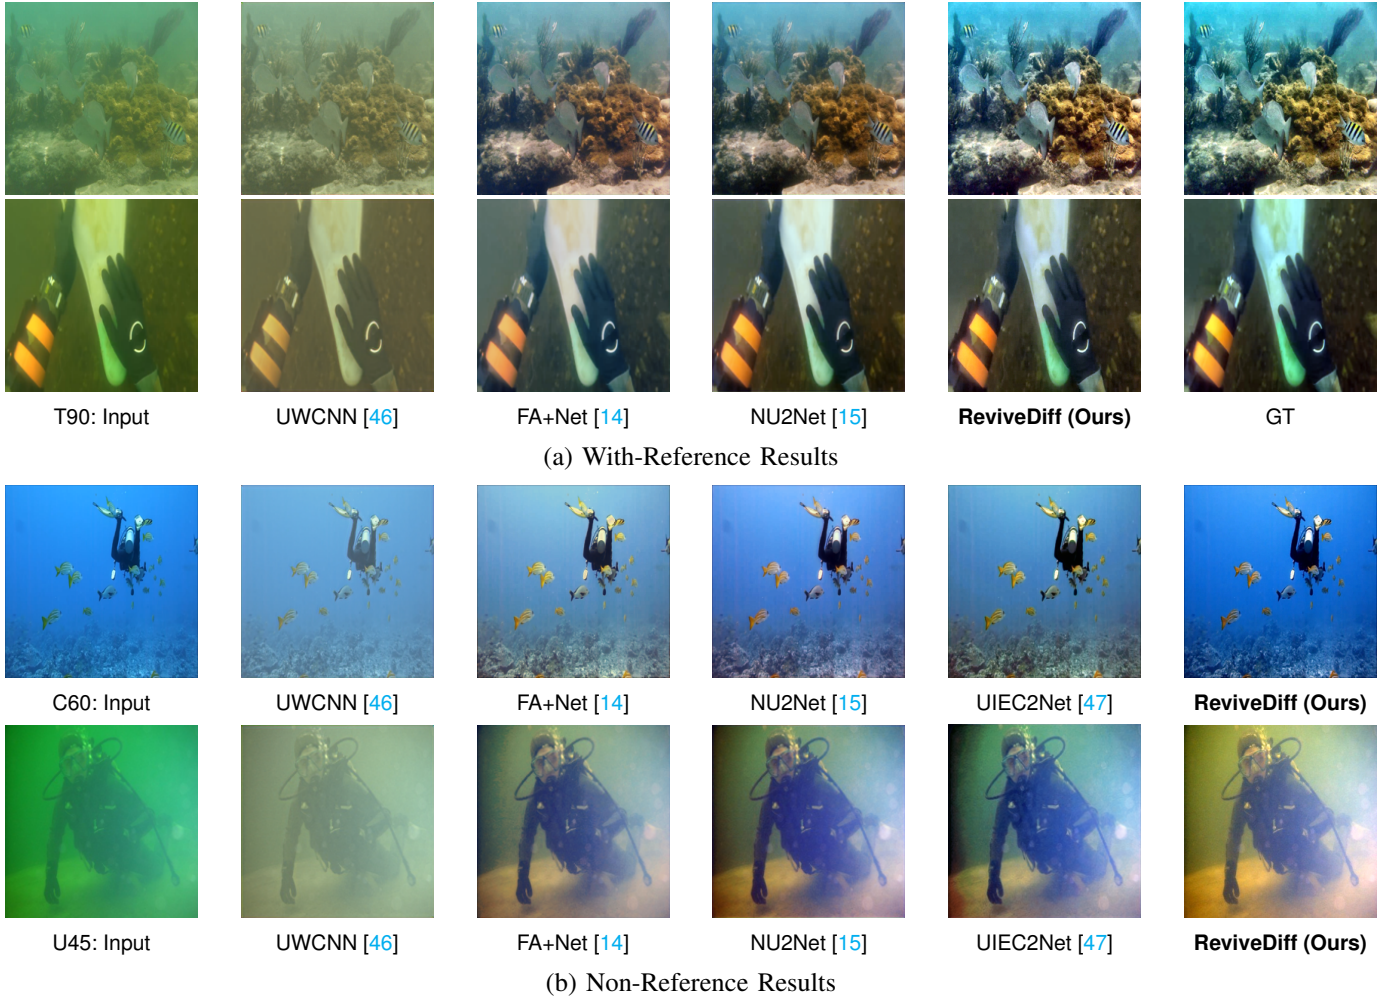 T90: Input UWCNN [46] FA+Net [14] NU2Net [15] ReviveDiff (Ours) GT
(a) With-Reference Results
C60: Input UWCNN [46] FA+Net [14] NU2Net [15] UIEC2Net [47] ReviveDiff (Ours)
U45: Input UWCNN [46] FA+Net [14] NU2Net [15] UIEC2Net [47] ReviveDiff (Ours)
(b) Non-Reference Results